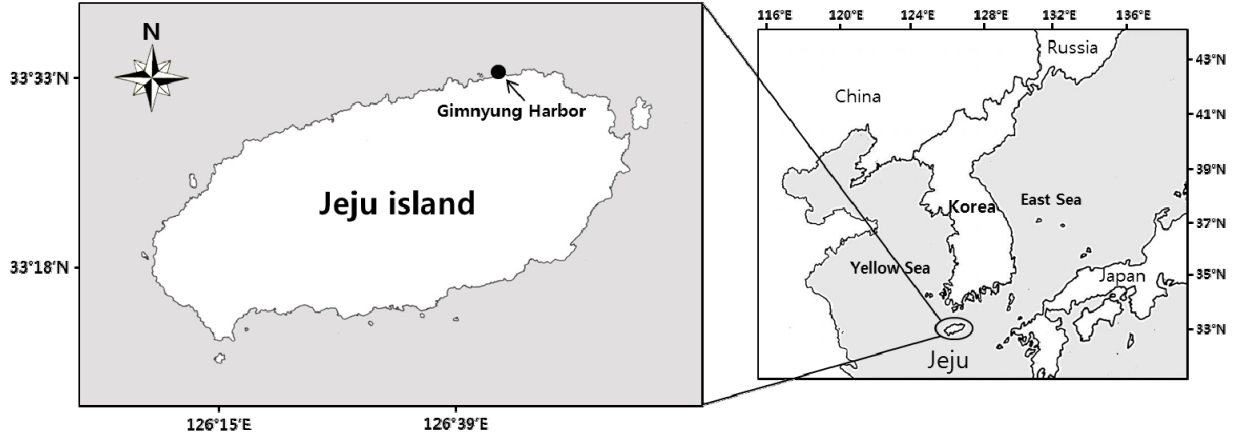 N
33°33'N
Gimnyung Harbor
Jeju island
33°18'N
126°15'E
126°39'E
116°E
120°E
124°E
128°E
132°E
136°E
Russia
43°N
China
41°N
39°N
Korea
East Sea
37°N
Yellow Sea
35°N
Japan
33°N
Jeju